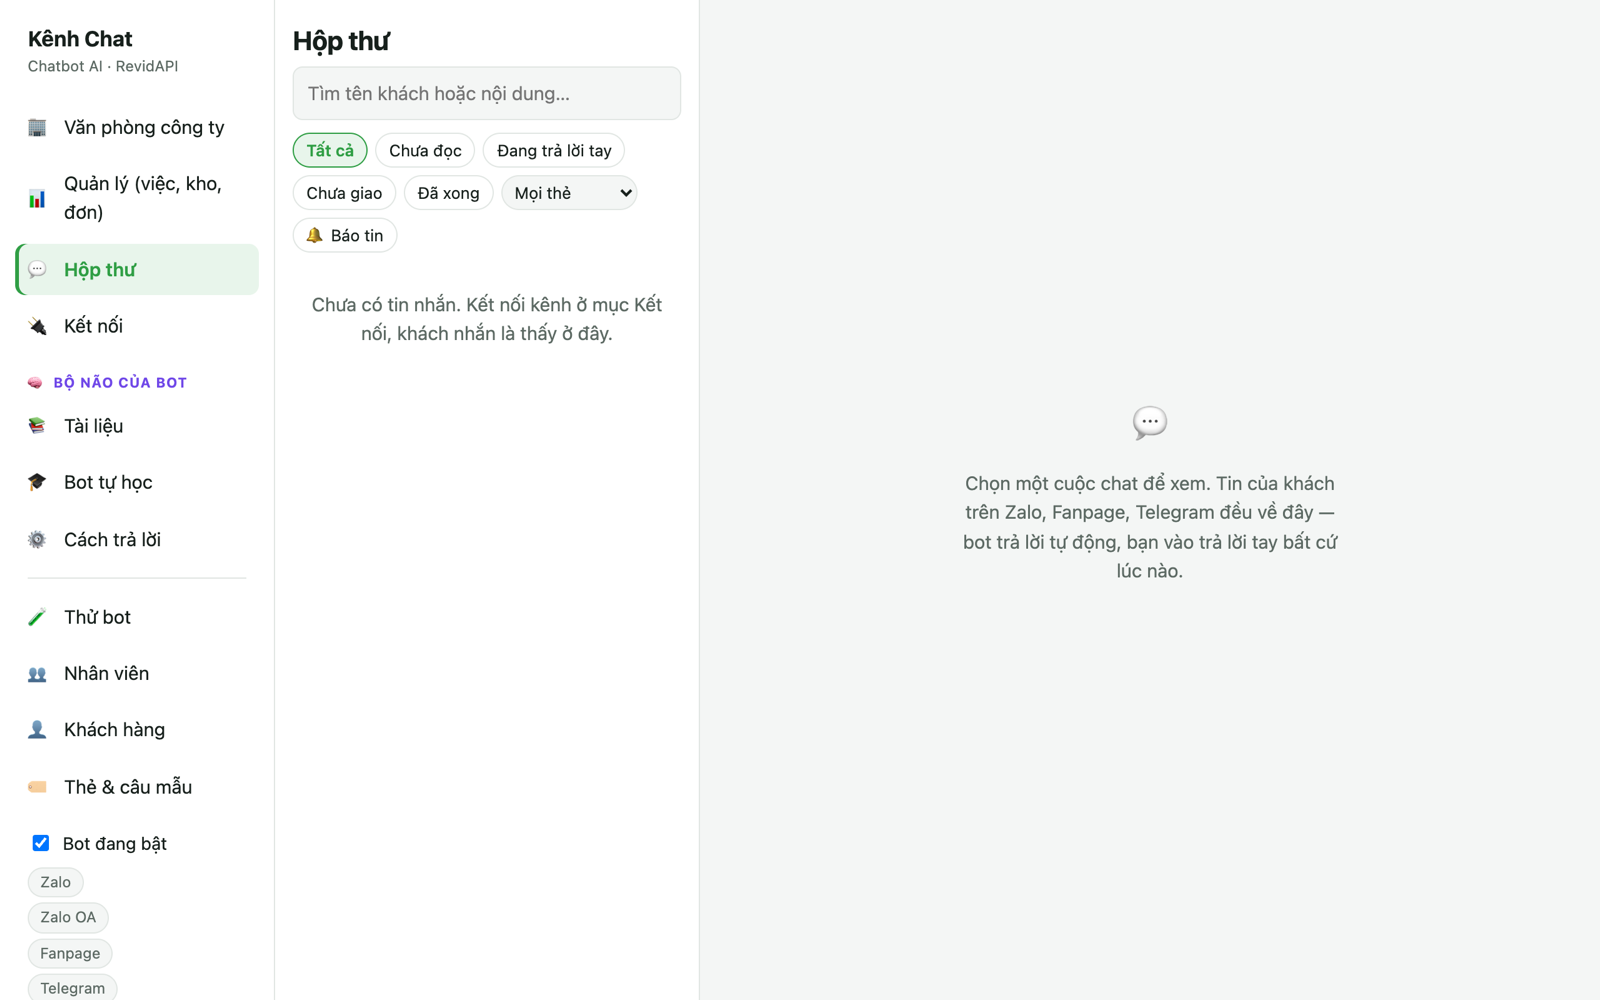 Kênh Chat
Chatbot AI · RevidAPI
Văn phòng công ty
Quản lý (việc, kho,
đơn)
Hộp thư
Kết nối
BỘ NÃO CỦA BOT
Tài liệu
Bot tự học
Cách trả lời
Thử bot
Nhân viên
Khách hàng
Thẻ & câu mẫu
Bot đang bật
Zalo
Zalo OA
Fanpage
Telegram
Hộp thư
Tìm tên khách hoặc nội dung...
Tất cả
Chưa đọc
Đang trả lời tay
Chưa giao
Đã xong
Mọi thẻ
Báo tin
Chưa có tin nhắn. Kết nối kênh ở mục Kết
nối, khách nhắn là thấy ở đây.
Chọn một cuộc chat để xem. Tin của khách
trên Zalo, Fanpage, Telegram đều về đây —
bot trả lời tự động, bạn vào trả lời tay bất cứ
lúc nào.